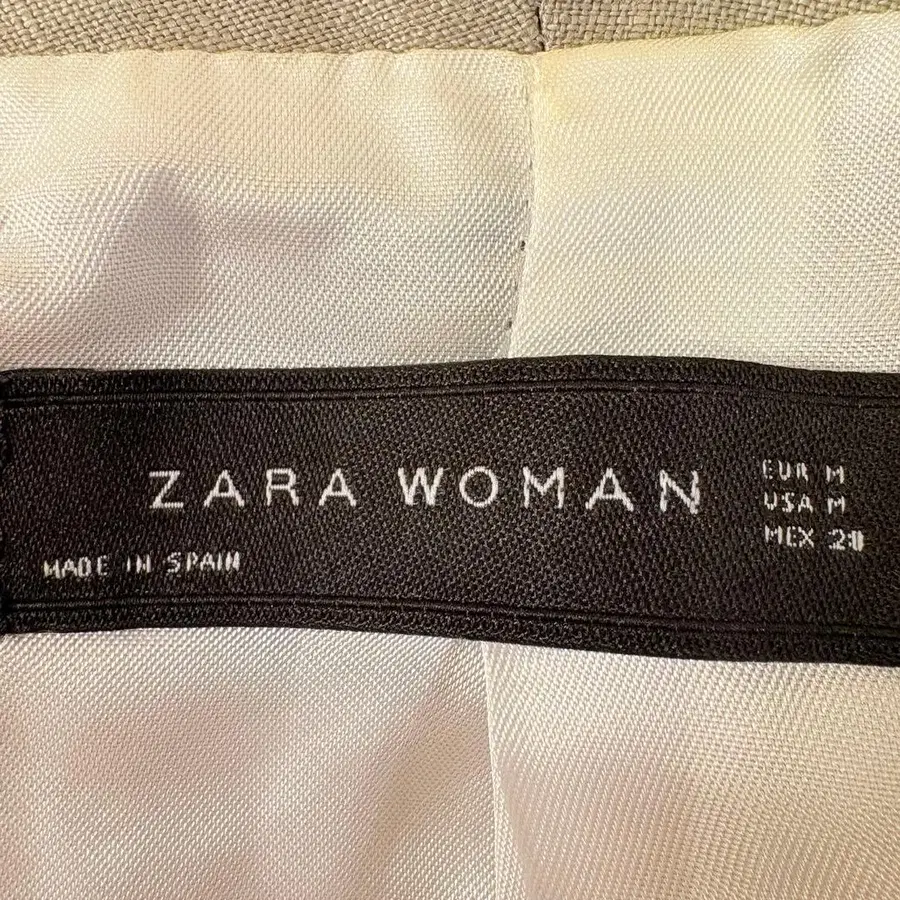 ZARA WOMAN
EUR M
USA M
MEX 28
MADE IN SPAIN